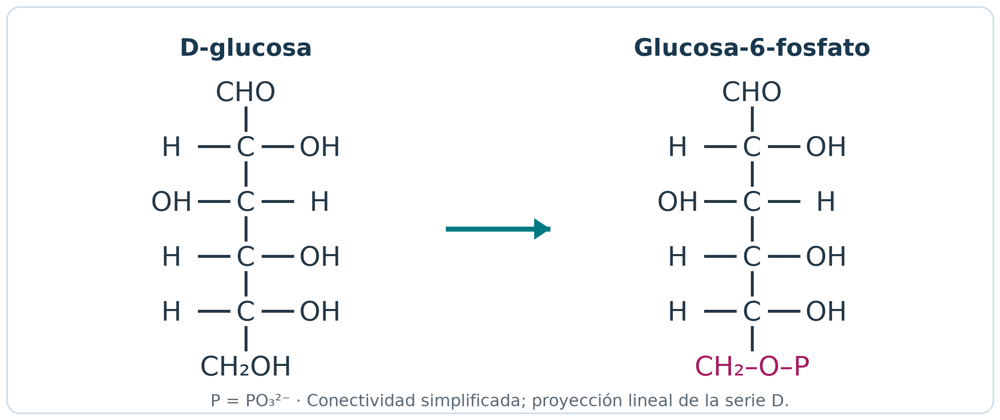 D-glucosa
CHO
H C OH
OH C H
H C OH
H C OH
CH₂OH
Glucosa-6-fosfato
CHO
H C OH
OH C H
H C OH
H C OH
CH₂–O–P
P = PO₃²⁻ · Conectividad simplificada; proyección lineal de la serie D.